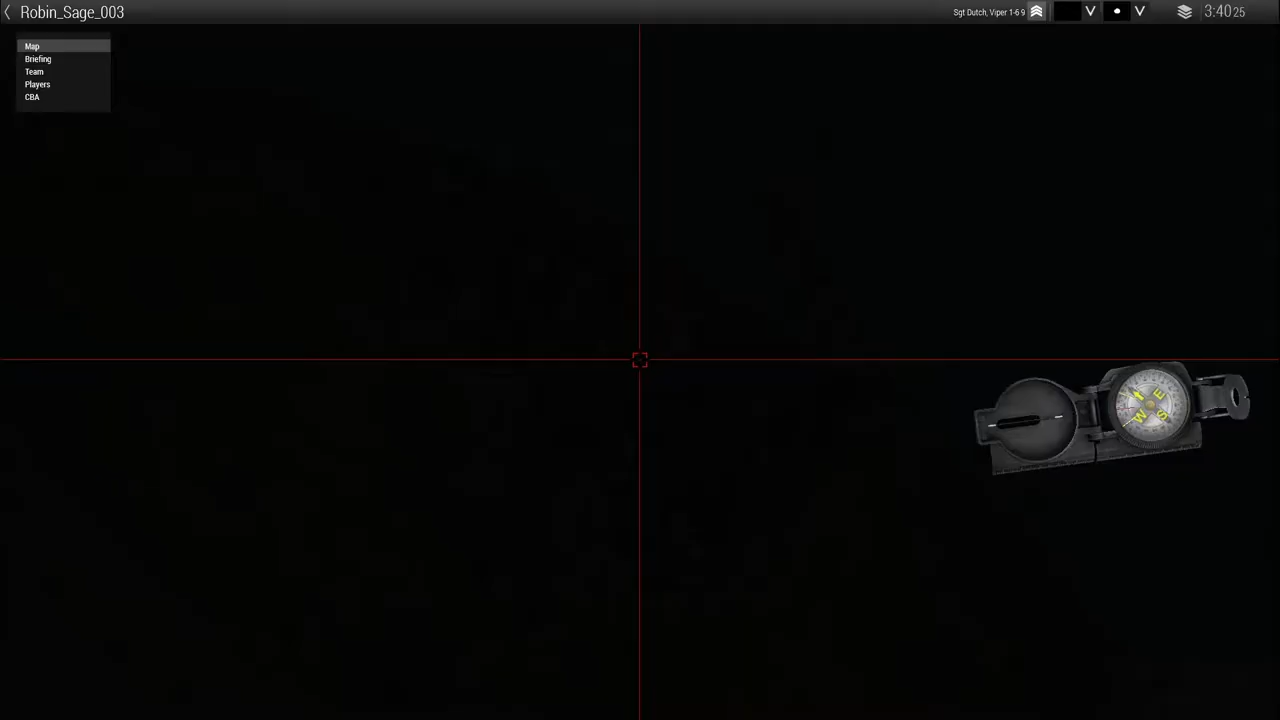 Robin_Sage_003
Sgt Dutch, Viper 1-6 9
3:40 25
Map
Briefing
Team
Players
CBA
E
W
S